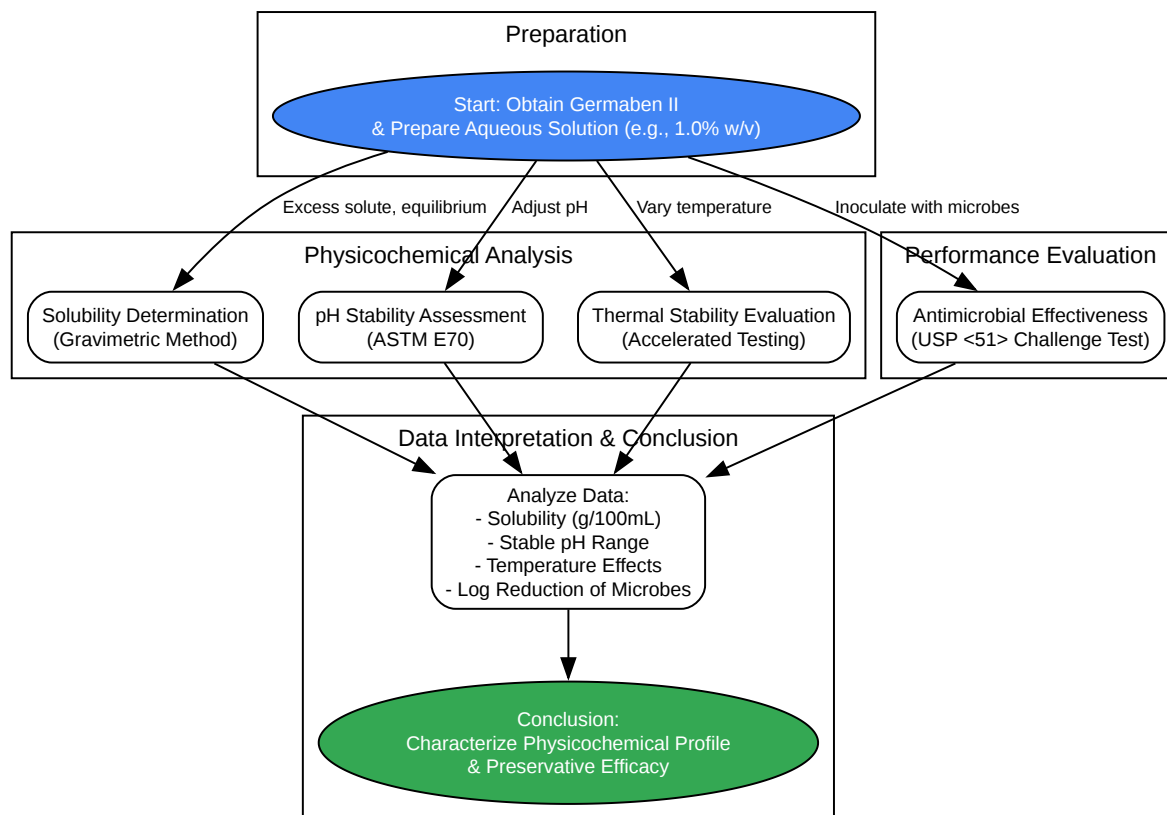 Preparation
Start: Obtain Germaben II
& Prepare Aqueous Solution (e.g., 1.0% w/v)
Excess solute, equilibrium
Adjust pH
Vary temperature
Inoculate with microbes
Physicochemical Analysis
Performance Evaluation
Solubility Determination
(Gravimetric Method)
pH Stability Assessment
(ASTM E70)
Thermal Stability Evaluation
(Accelerated Testing)
Antimicrobial Effectiveness
(USP <51> Challenge Test)
Data Interpretation & Conclusion
Analyze Data:
- Solubility (g/100mL)
- Stable pH Range
- Temperature Effects
- Log Reduction of Microbes
Conclusion:
Characterize Physicochemical Profile
& Preservative Efficacy